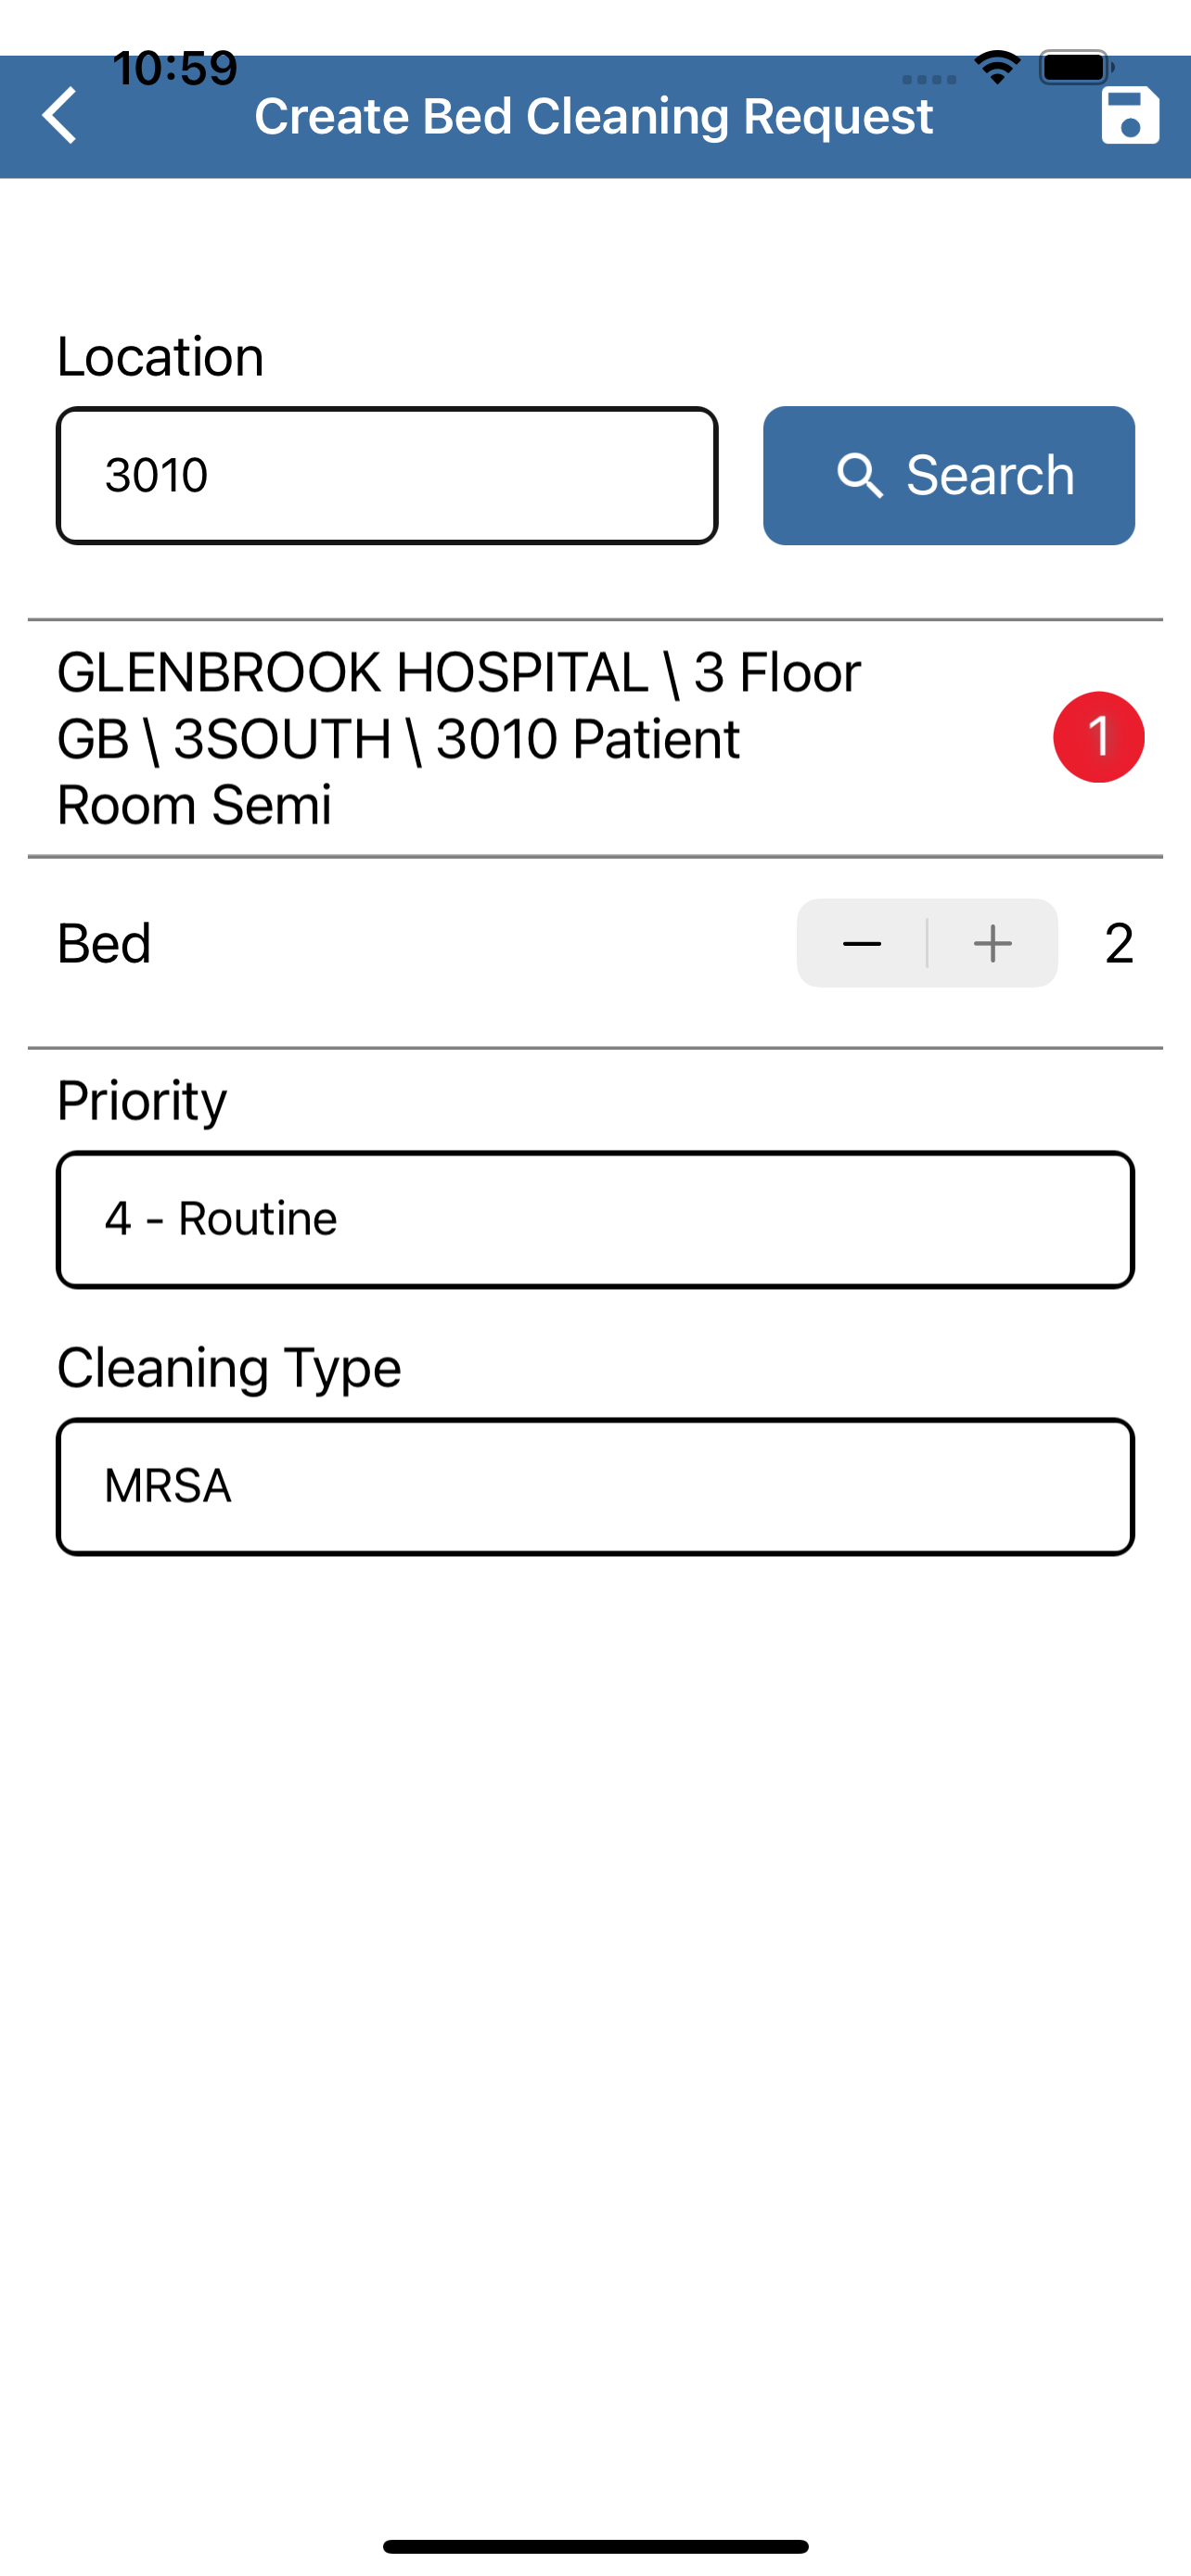 10:59
Create Bed Cleaning Request
Location
3010
Search
GLENBROOK HOSPITAL \ 3 Floor
GB \ 3SOUTH \ 3010 Patient
Room Semi
1
Bed
2
Priority
4 - Routine
Cleaning Type
MRSA